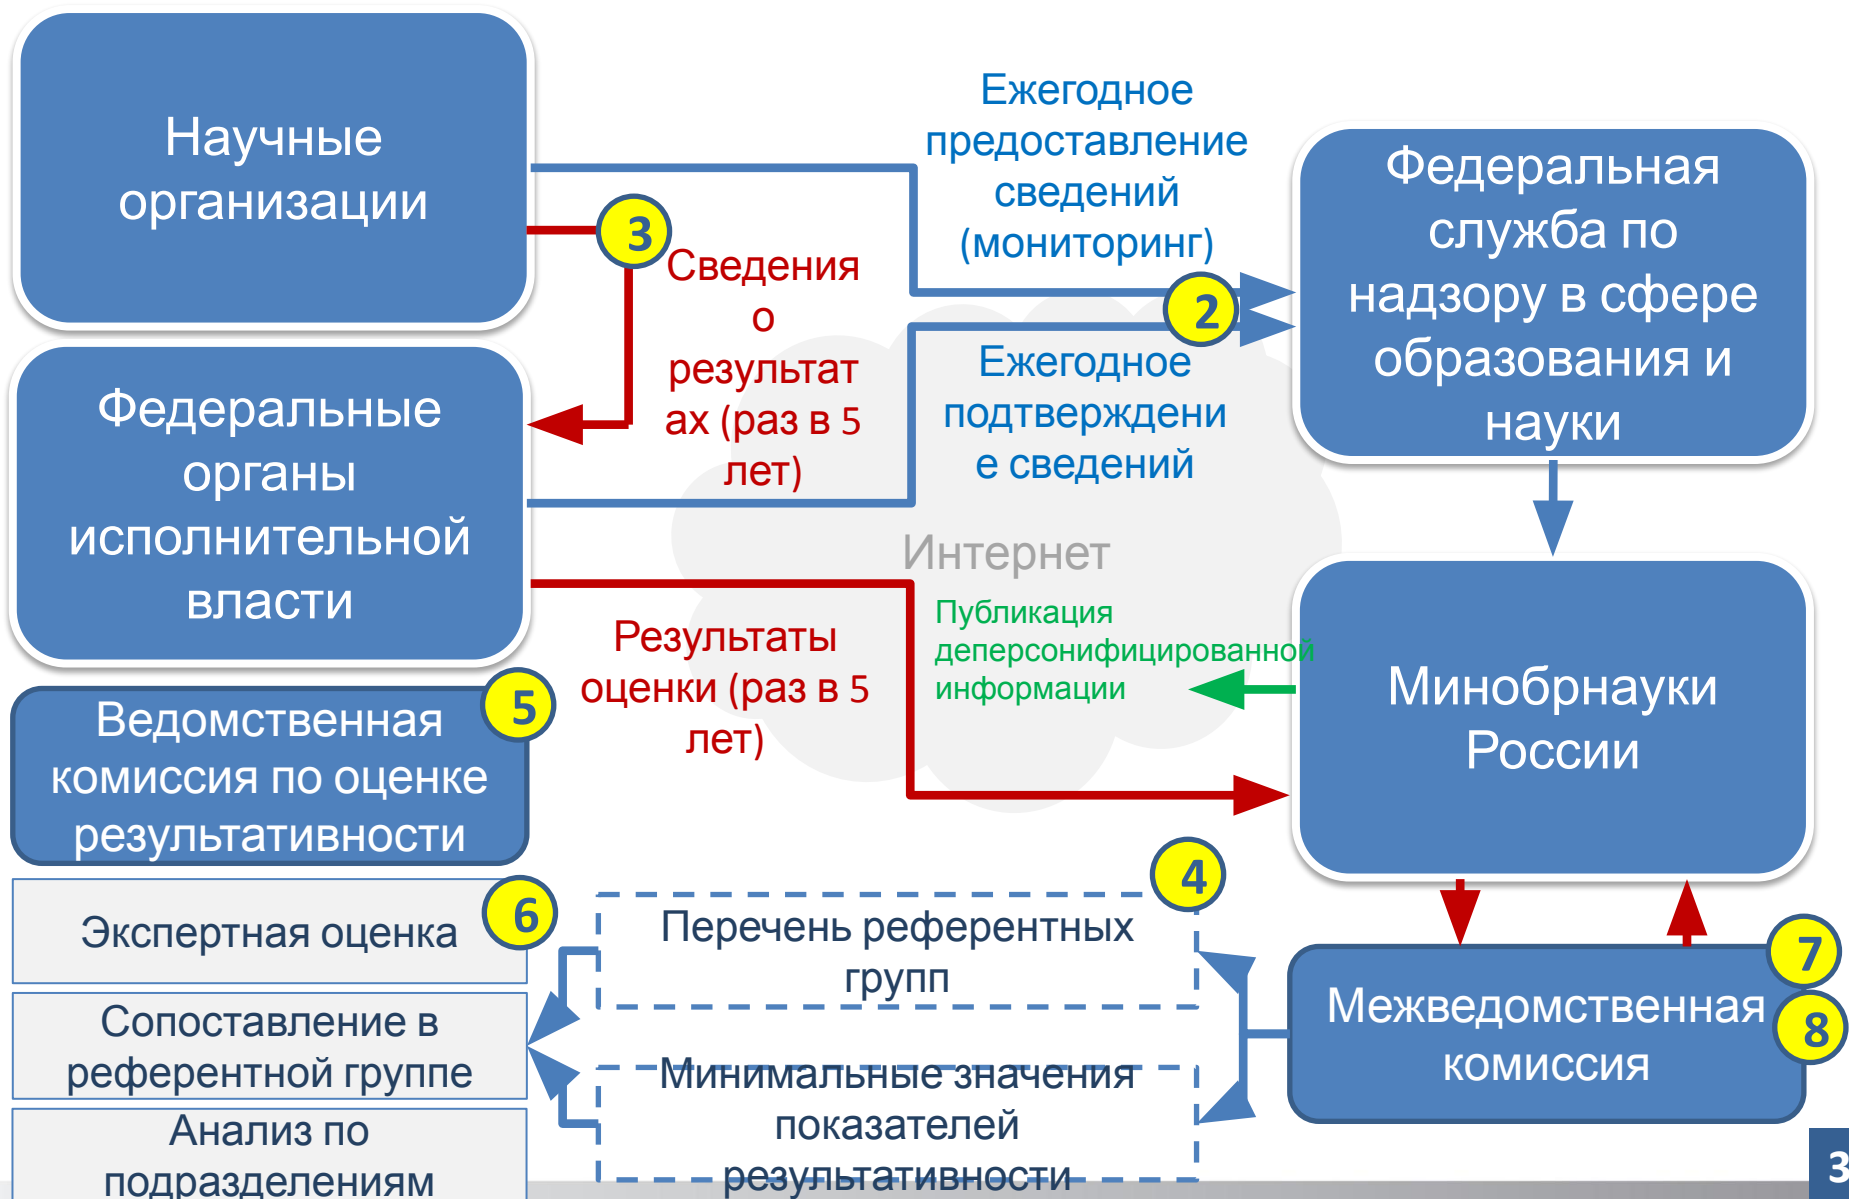 Научные
организации
3
Сведения
о
результат
ах (раз в 5
лет)
Ежегодное
предоставление
сведений
(мониторинг)
2
Ежегодное
подтверждени
е сведений
Федеральная
служба по
надзору в сфере
образования и
науки
Федеральные
органы
исполнительной
власти
Интернет
Публикация
деперсонифицированной
информации
Результаты
оценки (раз в 5
лет)
Минобрнауки
России
5
Ведомственная
комиссия по оценке
результативности
6
Экспертная оценка
Сопоставление в
референтной группе
Анализ по
подразделениям
4
Перечень референтных
групп
Минимальные значения
показателей
результативности
7
8
Межведомственная
комиссия
3